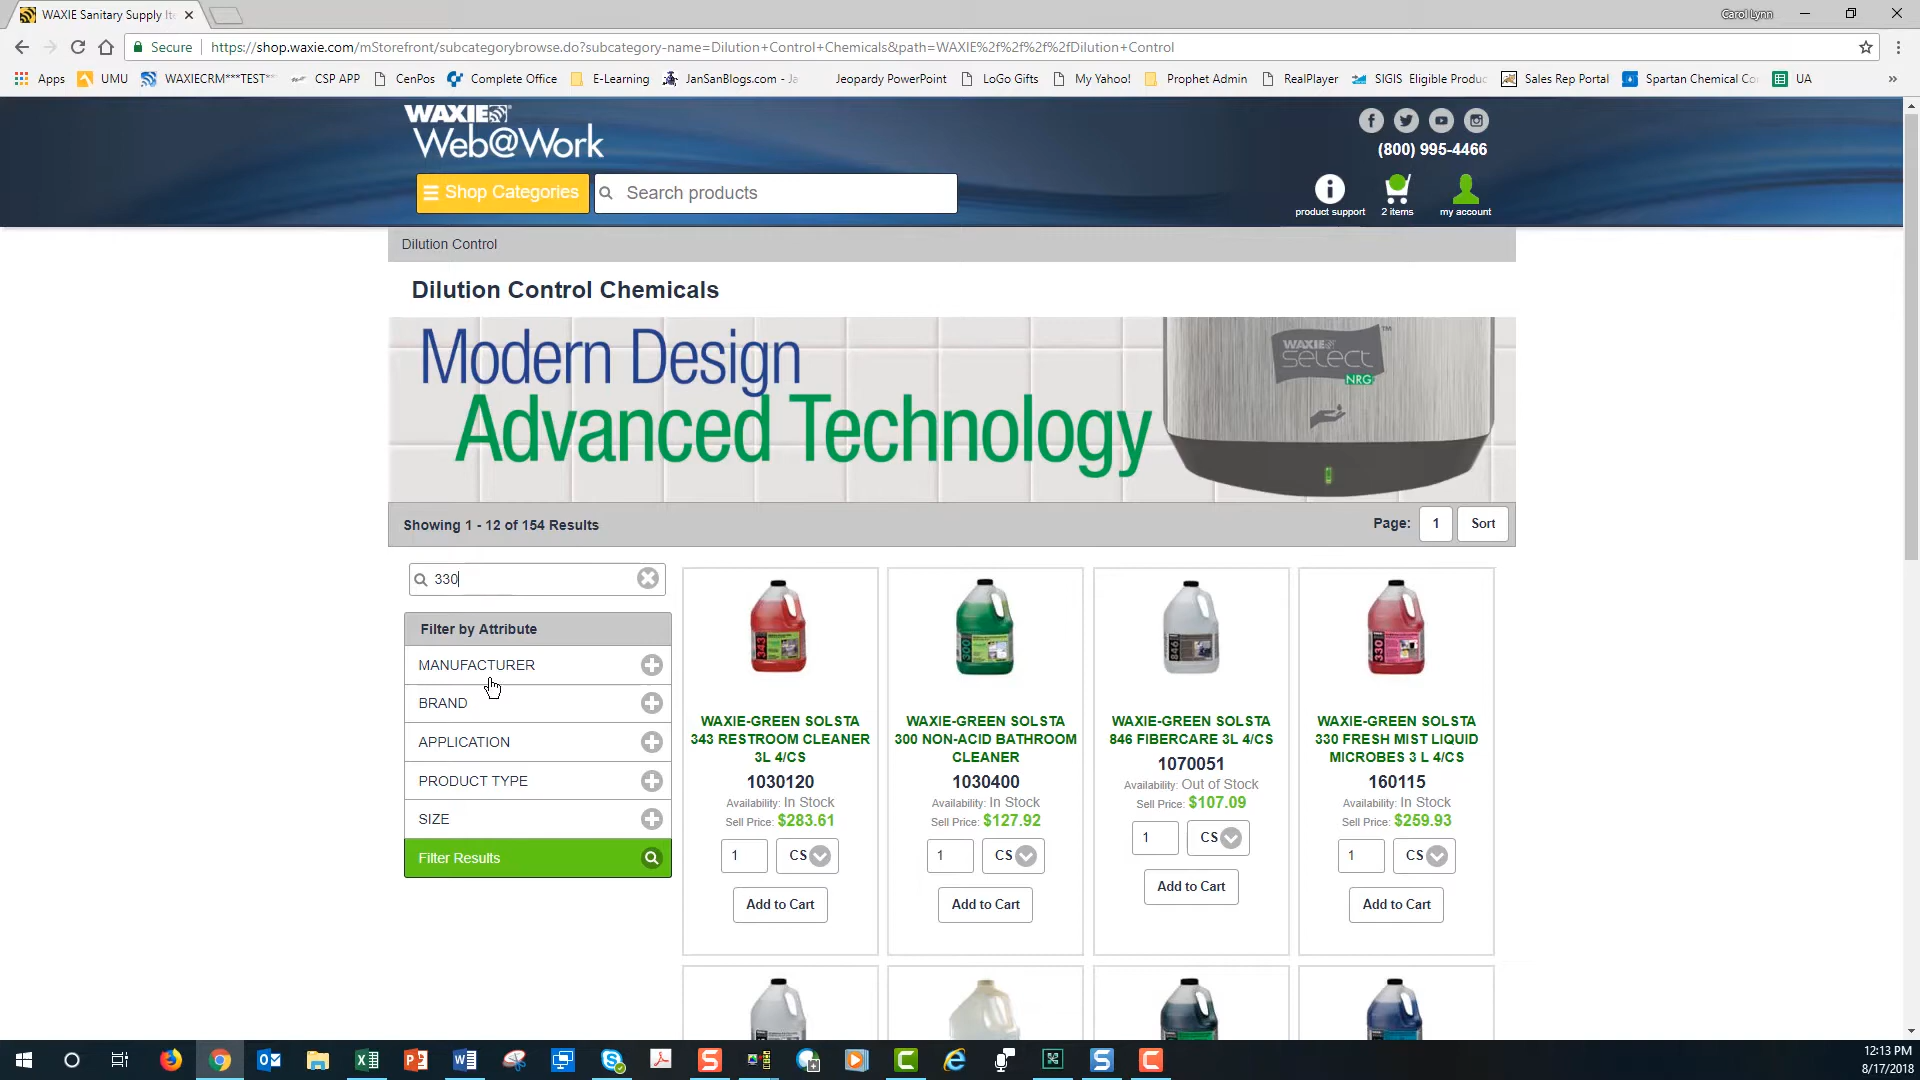 WAXIE Sanitary Supply Ite
Carol Lynn
Secure
https://shop.waxie.com/mStorefront/subcategorybrowse.do?subcategory-name=Dilution+Control+Chemicals&path=WAXIE%2f%2f%2f%2fDilution+Control
Apps
UMU
WAXIECRM***TEST*
CSP APP
CenPos
Complete Office
E-Learning
JanSanBlogs.com - Ja
Jeopardy PowerPoint
LoGo Gifts
My Yahoo!
Prophet Admin
RealPlayer
SIGIS Eligible Produc
Sales Rep Portal
Spartan Chemical Co
UA
WAXIE
Web@Work
(800) 995-4466
Shop Categories
Search products
product support
2 items
my account
Dilution Control
Dilution Control Chemicals
Modern Design
Advanced Technology
WAXIE
select
NRG
Showing 1 - 12 of 154 Results
Page:
1
Sort
330
Filter by Attribute
MANUFACTURER
BRAND
APPLICATION
PRODUCT TYPE
SIZE
Filter Results
343
WAXIE-GREEN SOLSTA
343 RESTROOM CLEANER
3L 4/CS
1030120
Availability: In Stock
Sell Price: $283.61
1
CS
Add to Cart
300
WAXIE-GREEN SOLSTA
300 NON-ACID BATHROOM
CLEANER
1030400
Availability: In Stock
Sell Price: $127.92
1
CS
Add to Cart
846
WAXIE-GREEN SOLSTA
846 FIBERCARE 3L 4/CS
1070051
Availability: Out of Stock
Sell Price: $107.09
1
CS
Add to Cart
330
WAXIE-GREEN SOLSTA
330 FRESH MIST LIQUID
MICROBES 3 L 4/CS
160115
Availability: In Stock
Sell Price: $259.93
1
CS
Add to Cart
12:13 PM
8/17/2018